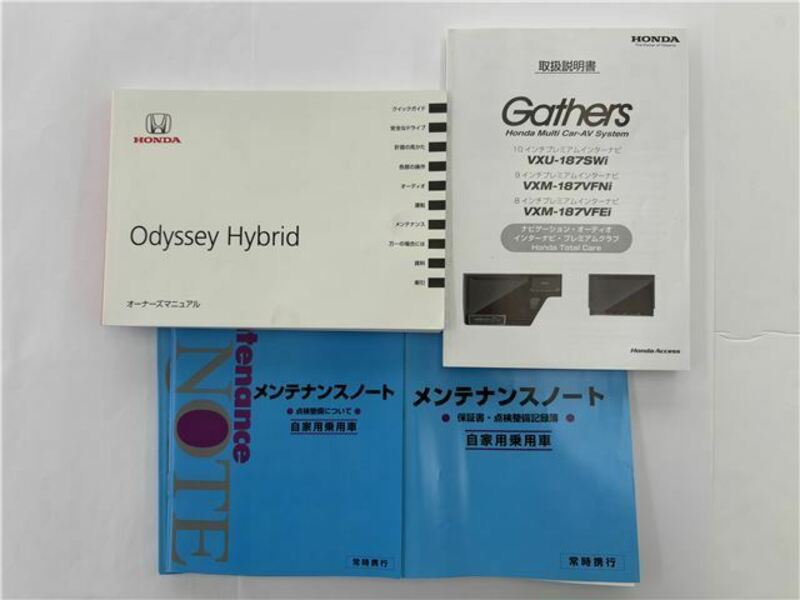 HONDA
Odyssey Hybrid
オーナーズマニュアル
クイックガイド
安全なドライブ
計器の見かた
各部の操作
オーディオ
運転
メンテナンス
万一の場合には
資料
索引
HONDA
The Power of Dreams
取扱説明書
Gathers
Honda Multi Car-AV System
10インチプレミアムインターナビ
VXU-187SWi
9インチプレミアムインターナビ
VXM-187VFNi
8インチプレミアムインターナビ
VXM-187VFEi
ナビゲーション・オーディオ
インターナビ・プレミアムクラブ
Honda Total Care
Honda Access
tenance
NOTE
メンテナンスノート
点検整備について
自家用乗用車
常時携行
メンテナンスノート
保証書・点検整備記録簿
自家用乗用車
常時携行